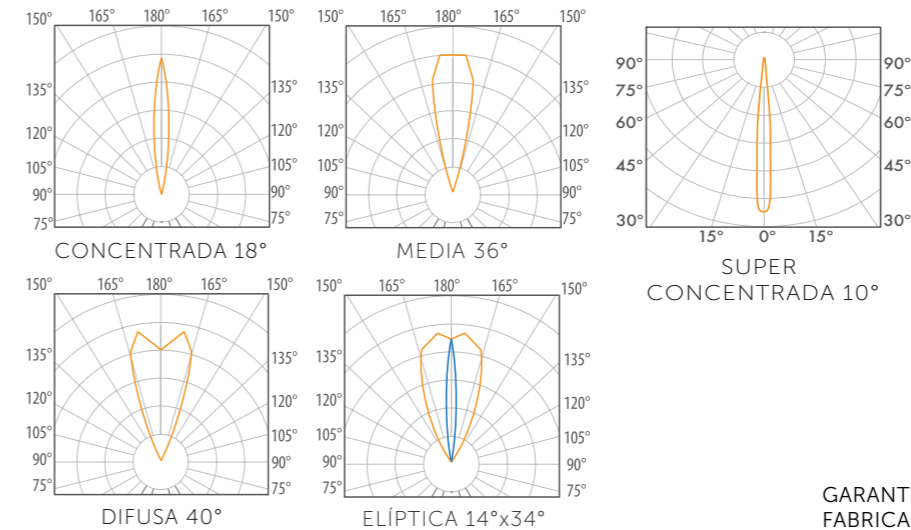 150° 165° 180° 165° 150°
135° 135°
120° 120°
105° 105°
90° 90°
75° 75°
CONCENTRADA 18°
150° 165° 180° 165° 150°
135° 135°
120° 120°
105° 105°
90° 90°
75° 75°
MEDIA 36°
90° 90°
75° 75°
60° 60°
45° 45°
30° 15° 0° 15° 30°
SUPER
CONCENTRADA 10°
150° 165° 180° 165° 150°
135° 135°
120° 120°
105° 105°
90° 90°
75° 75°
DIFUSA 40°
150° 165° 180° 165° 150°
135° 135°
120° 120°
105° 105°
90° 90°
75° 75°
ELÍPTICA 14°x34°
GARANT
FABRICA